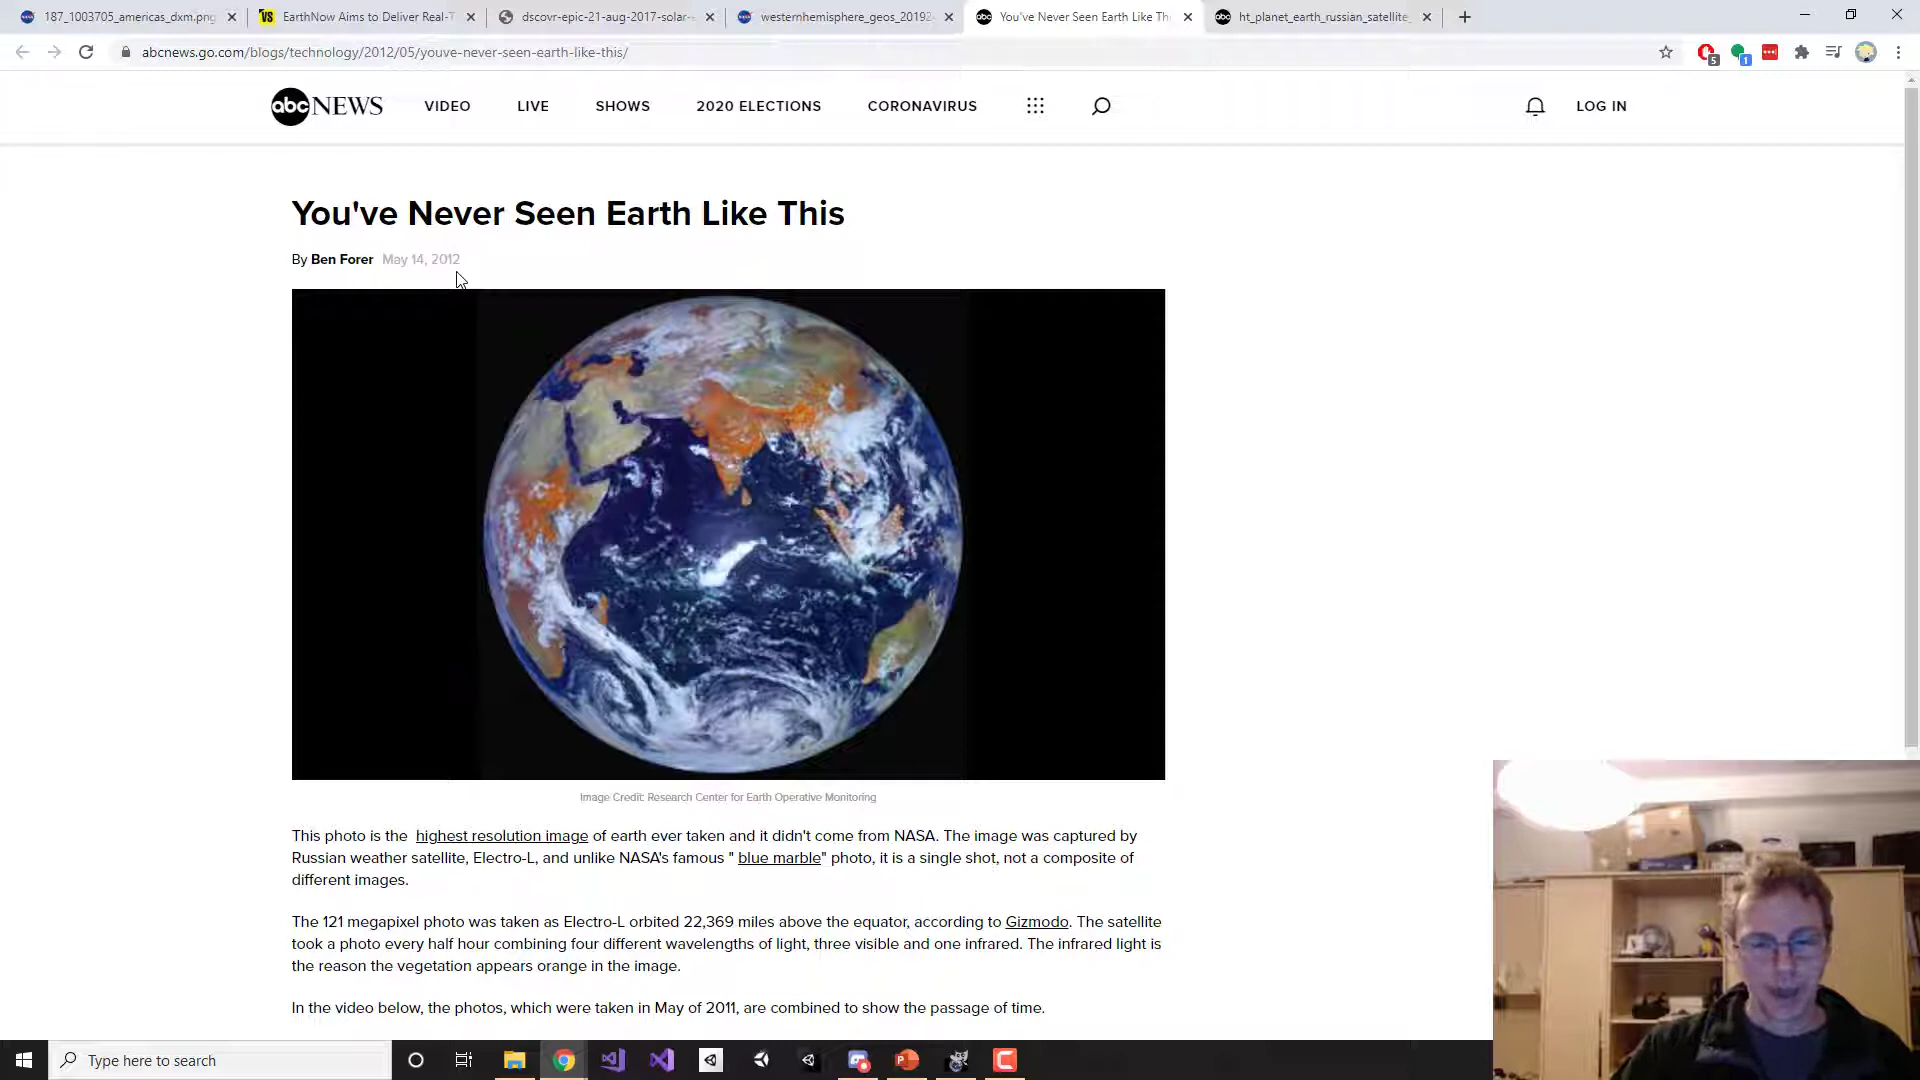 187_1003705_americas_dxm.png
EarthNow Aims to Deliver Real-T
dscovr-epic-21-aug-2017-solar-
westernhemisphere_geos_20192
You've Never Seen Earth Like Thi
ht_planet_earth_russian_satellite_
abcnews.go.com/blogs/technology/2012/05/youve-never-seen-earth-like-this/
5
1
abc NEWS
VIDEO
LIVE
SHOWS
2020 ELECTIONS
CORONAVIRUS
LOG IN
You've Never Seen Earth Like This
By Ben Forer May 14, 2012
Image Credit: Research Center for Earth Operative Monitoring
This photo is the highest resolution image of earth ever taken and it didn't come from NASA. The image was captured by
Russian weather satellite, Electro-L, and unlike NASA's famous " blue marble" photo, it is a single shot, not a composite of
different images.
The 121 megapixel photo was taken as Electro-L orbited 22,369 miles above the equator, according to Gizmodo. The satellite
took a photo every half hour combining four different wavelengths of light, three visible and one infrared. The infrared light is
the reason the vegetation appears orange in the image.
In the video below, the photos, which were taken in May of 2011, are combined to show the passage of time.
Type here to search